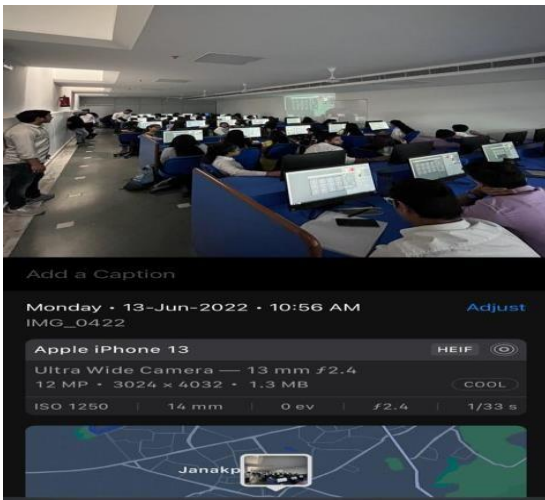 Add a Caption
Monday • 13-Jun-2022 • 10:56 AM
Adjust
IMG_0422
Apple iPhone 13
HEIF
Ultra Wide Camera — 13 mm ƒ2.4
12 MP • 3024 × 4032 • 1.3 MB
COOL
ISO 1250 | 14 mm | 0 ev | ƒ2.4 | 1/33 s
Janakp